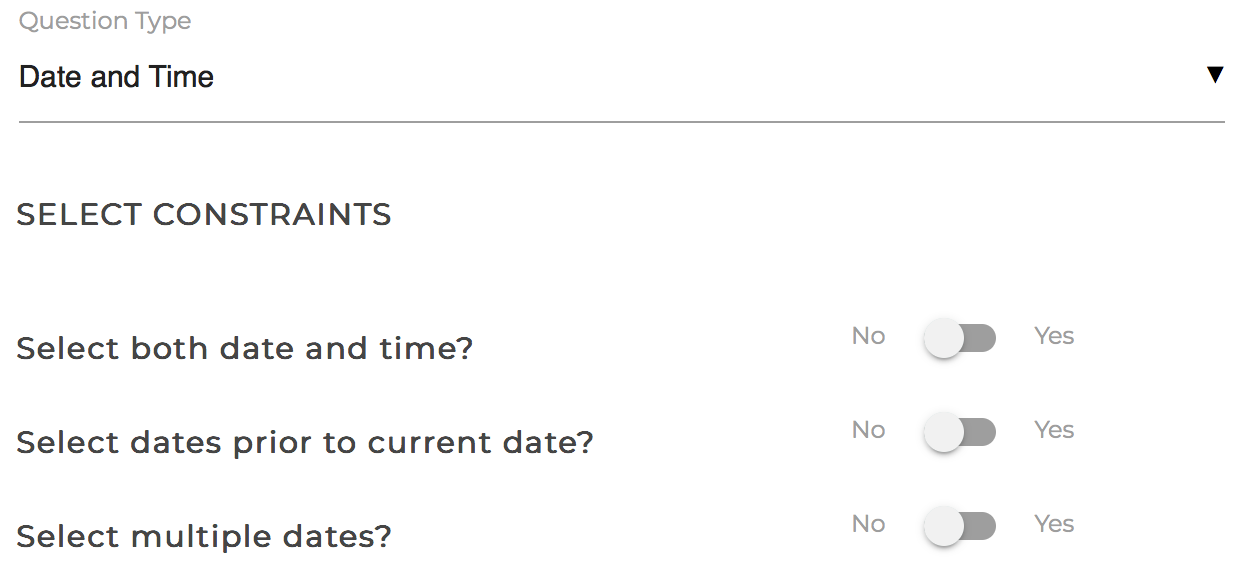 Question Type
Date and Time
SELECT CONSTRAINTS
Select both date and time? No Yes
Select dates prior to current date? No Yes
Select multiple dates? No Yes